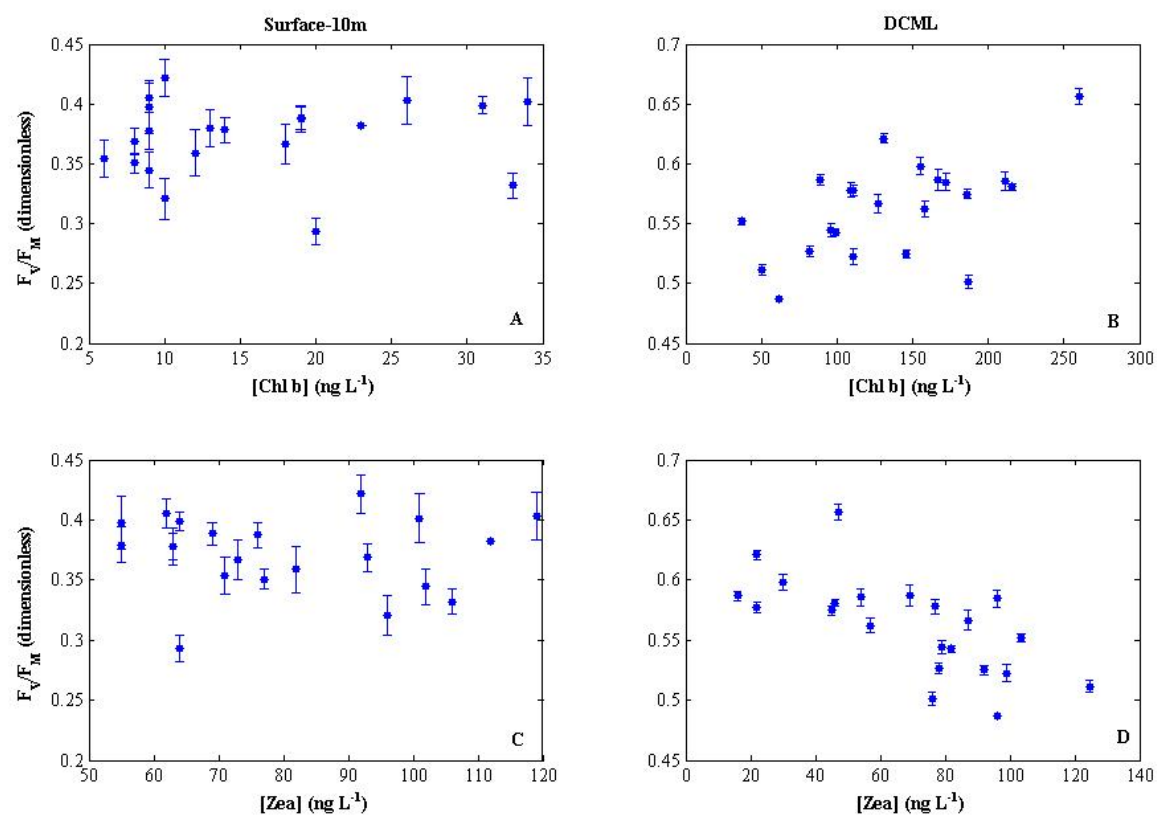 Surface-10m
DCML
0.45
0.4
0.35
0.3
0.25
0.2
F_V/F_M (dimensionless)
5 10 15 20 25 30 35
[Chl b] (ng L⁻¹)
A
0.7
0.65
0.6
0.55
0.5
0.45
0 50 100 150 200 250 300
[Chl b] (ng L⁻¹)
B
0.45
0.4
0.35
0.3
0.25
0.2
F_V/F_M (dimensionless)
50 60 70 80 90 100 110 120
[Zea] (ng L⁻¹)
C
0.7
0.65
0.6
0.55
0.5
0.45
0 20 40 60 80 100 120 140
[Zea] (ng L⁻¹)
D